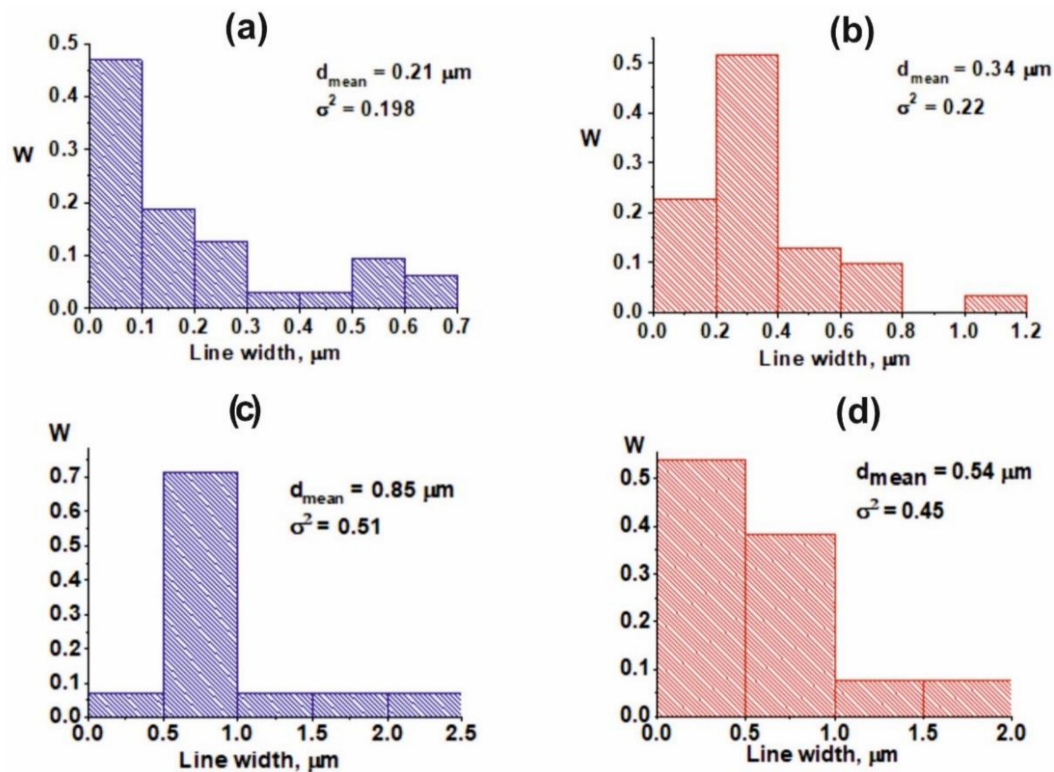 (a)
0.5
0.4
0.3
0.2
0.1
0.0
W
d_mean = 0.21 μm
σ² = 0.198
0.0 0.1 0.2 0.3 0.4 0.5 0.6 0.7
Line width, μm
(b)
0.5
0.4
0.3
0.2
0.1
0.0
W
d_mean = 0.34 μm
σ² = 0.22
0.0 0.2 0.4 0.6 0.8 1.0 1.2
Line width, μm
(c)
W
0.7
0.6
0.5
0.4
0.3
0.2
0.1
0.0
d_mean = 0.85 μm
σ² = 0.51
0.0 0.5 1.0 1.5 2.0 2.5
Line width, μm
(d)
W
0.5
0.4
0.3
0.2
0.1
0.0
d_mean = 0.54 μm
σ² = 0.45
0.0 0.5 1.0 1.5 2.0
Line width, μm